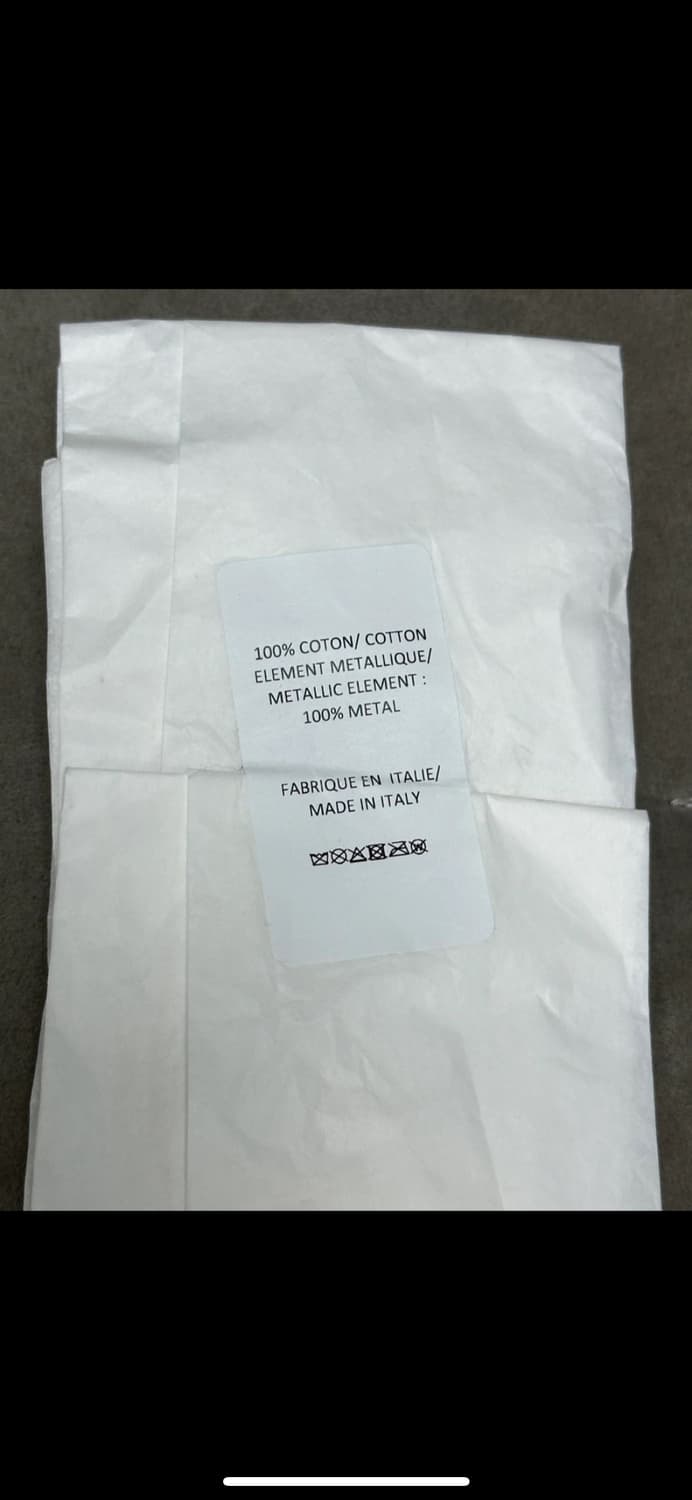 100% COTON/ COTTON
ELEMENT METALLIQUE/
METALLIC ELEMENT :
100% METAL
FABRIQUE EN ITALIE/
MADE IN ITALY